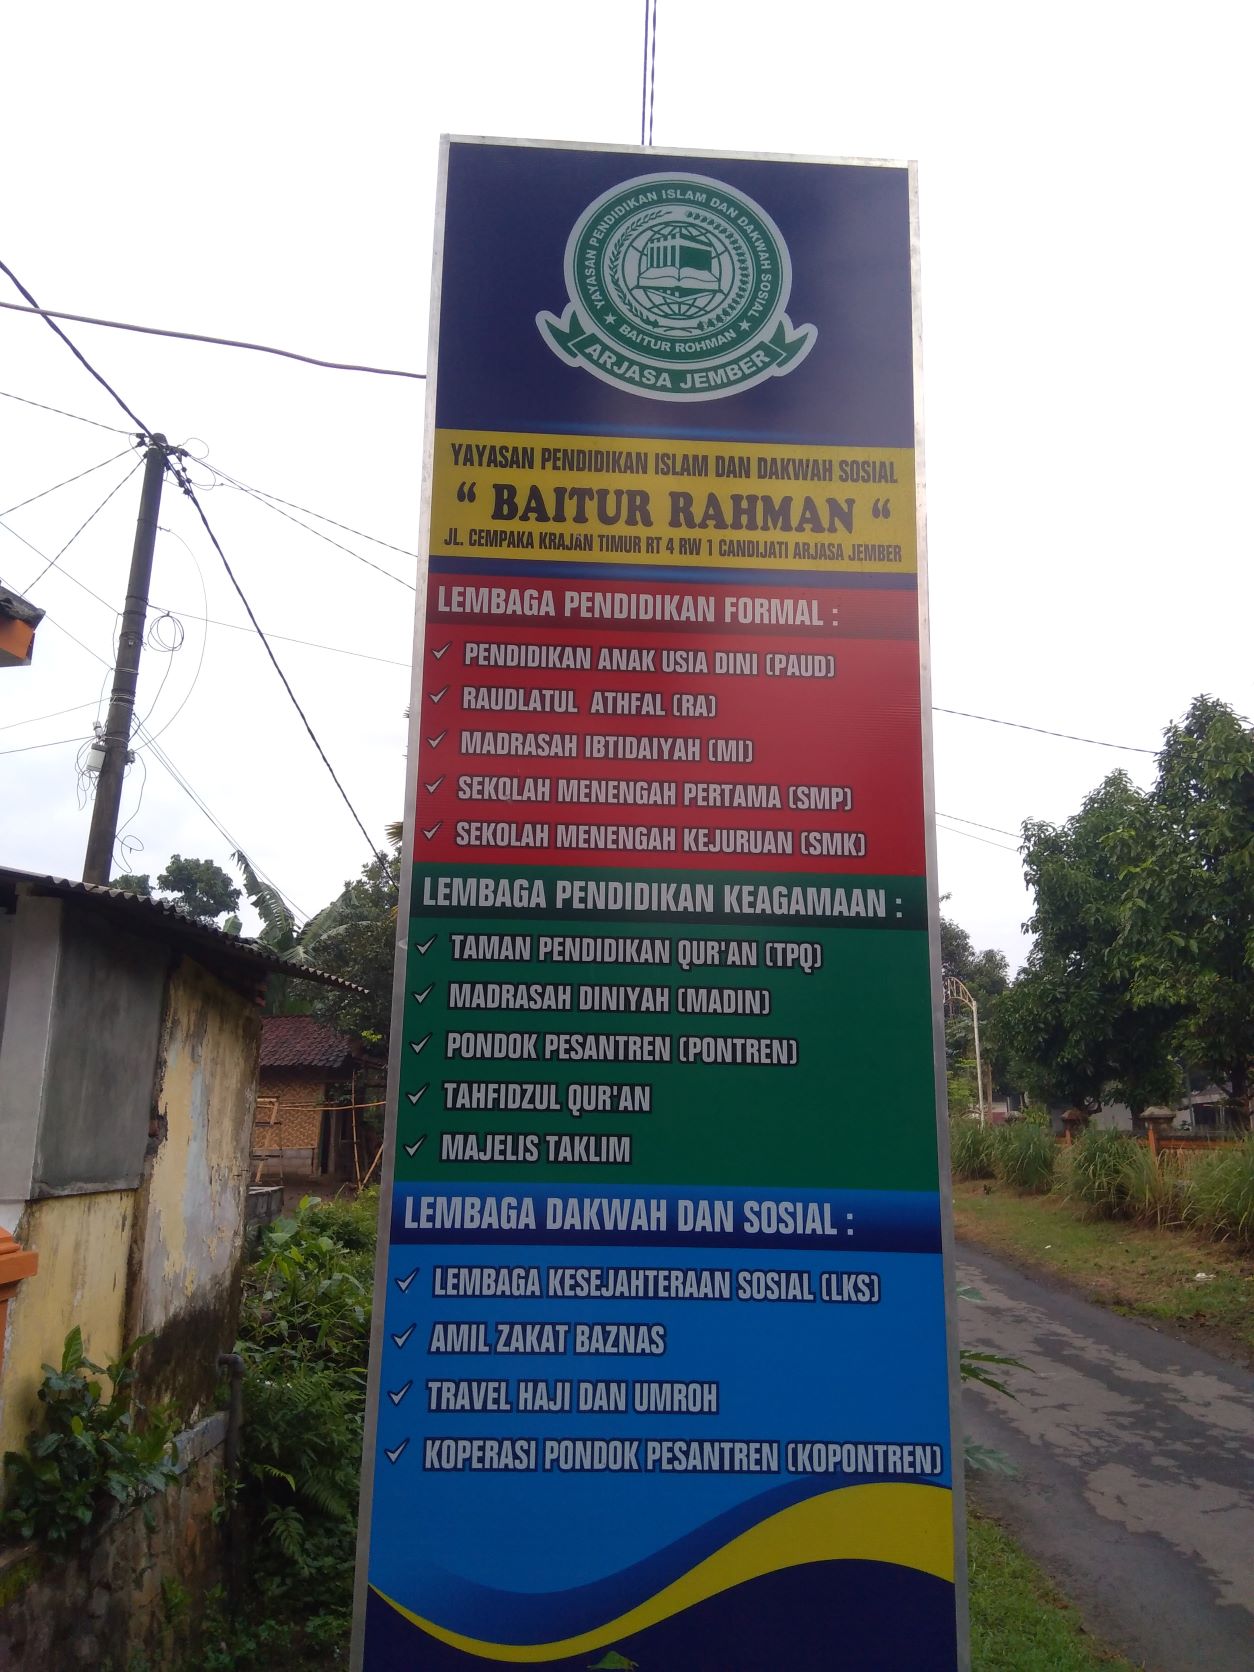 YAYASAN PENDIDIKAN ISLAM DAN DAKWAH SOSIAL
BAITUR ROHMAN
ARJASA JEMBER
YAYASAN PENDIDIKAN ISLAM DAN DAKWAH SOSIAL
“ BAITUR RAHMAN “
JL. CEMPAKA KRAJAN TIMUR RT 4 RW 1 CANDIJATI ARJASA JEMBER
LEMBAGA PENDIDIKAN FORMAL :
✓ PENDIDIKAN ANAK USIA DINI (PAUD)
✓ RAUDLATUL ATHFAL (RA)
✓ MADRASAH IBTIDAIYAH (MI)
✓ SEKOLAH MENENGAH PERTAMA (SMP)
✓ SEKOLAH MENENGAH KEJURUAN (SMK)
LEMBAGA PENDIDIKAN KEAGAMAAN :
✓ TAMAN PENDIDIKAN QUR'AN (TPQ)
✓ MADRASAH DINIYAH (MADIN)
✓ PONDOK PESANTREN (PONTREN)
✓ TAHFIDZUL QUR'AN
✓ MAJELIS TAKLIM
LEMBAGA DAKWAH DAN SOSIAL :
✓ LEMBAGA KESEJAHTERAAN SOSIAL (LKS)
✓ AMIL ZAKAT BAZNAS
✓ TRAVEL HAJI DAN UMROH
✓ KOPERASI PONDOK PESANTREN (KOPONTREN)